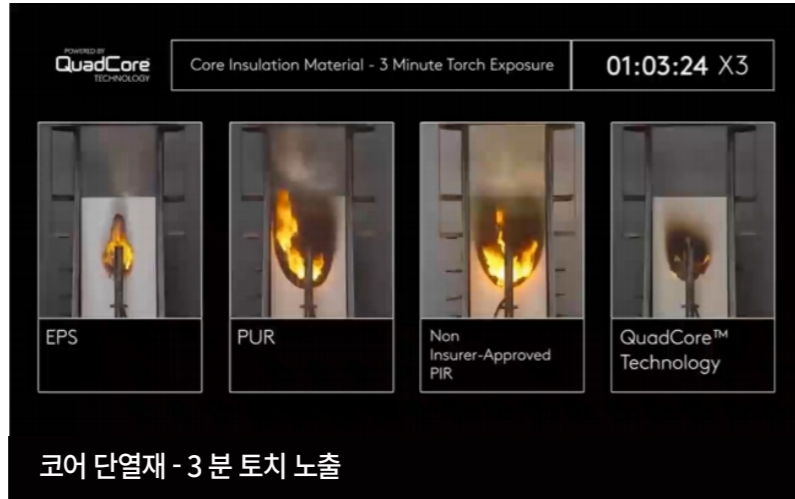 POWERED BY
QuadCore
TECHNOLOGY
Core Insulation Material - 3 Minute Torch Exposure
01:03:24 X3
EPS
PUR
Non
Insurer-Approved
PIR
QuadCore™
Technology
코어 단열재 - 3 분 토치 노출